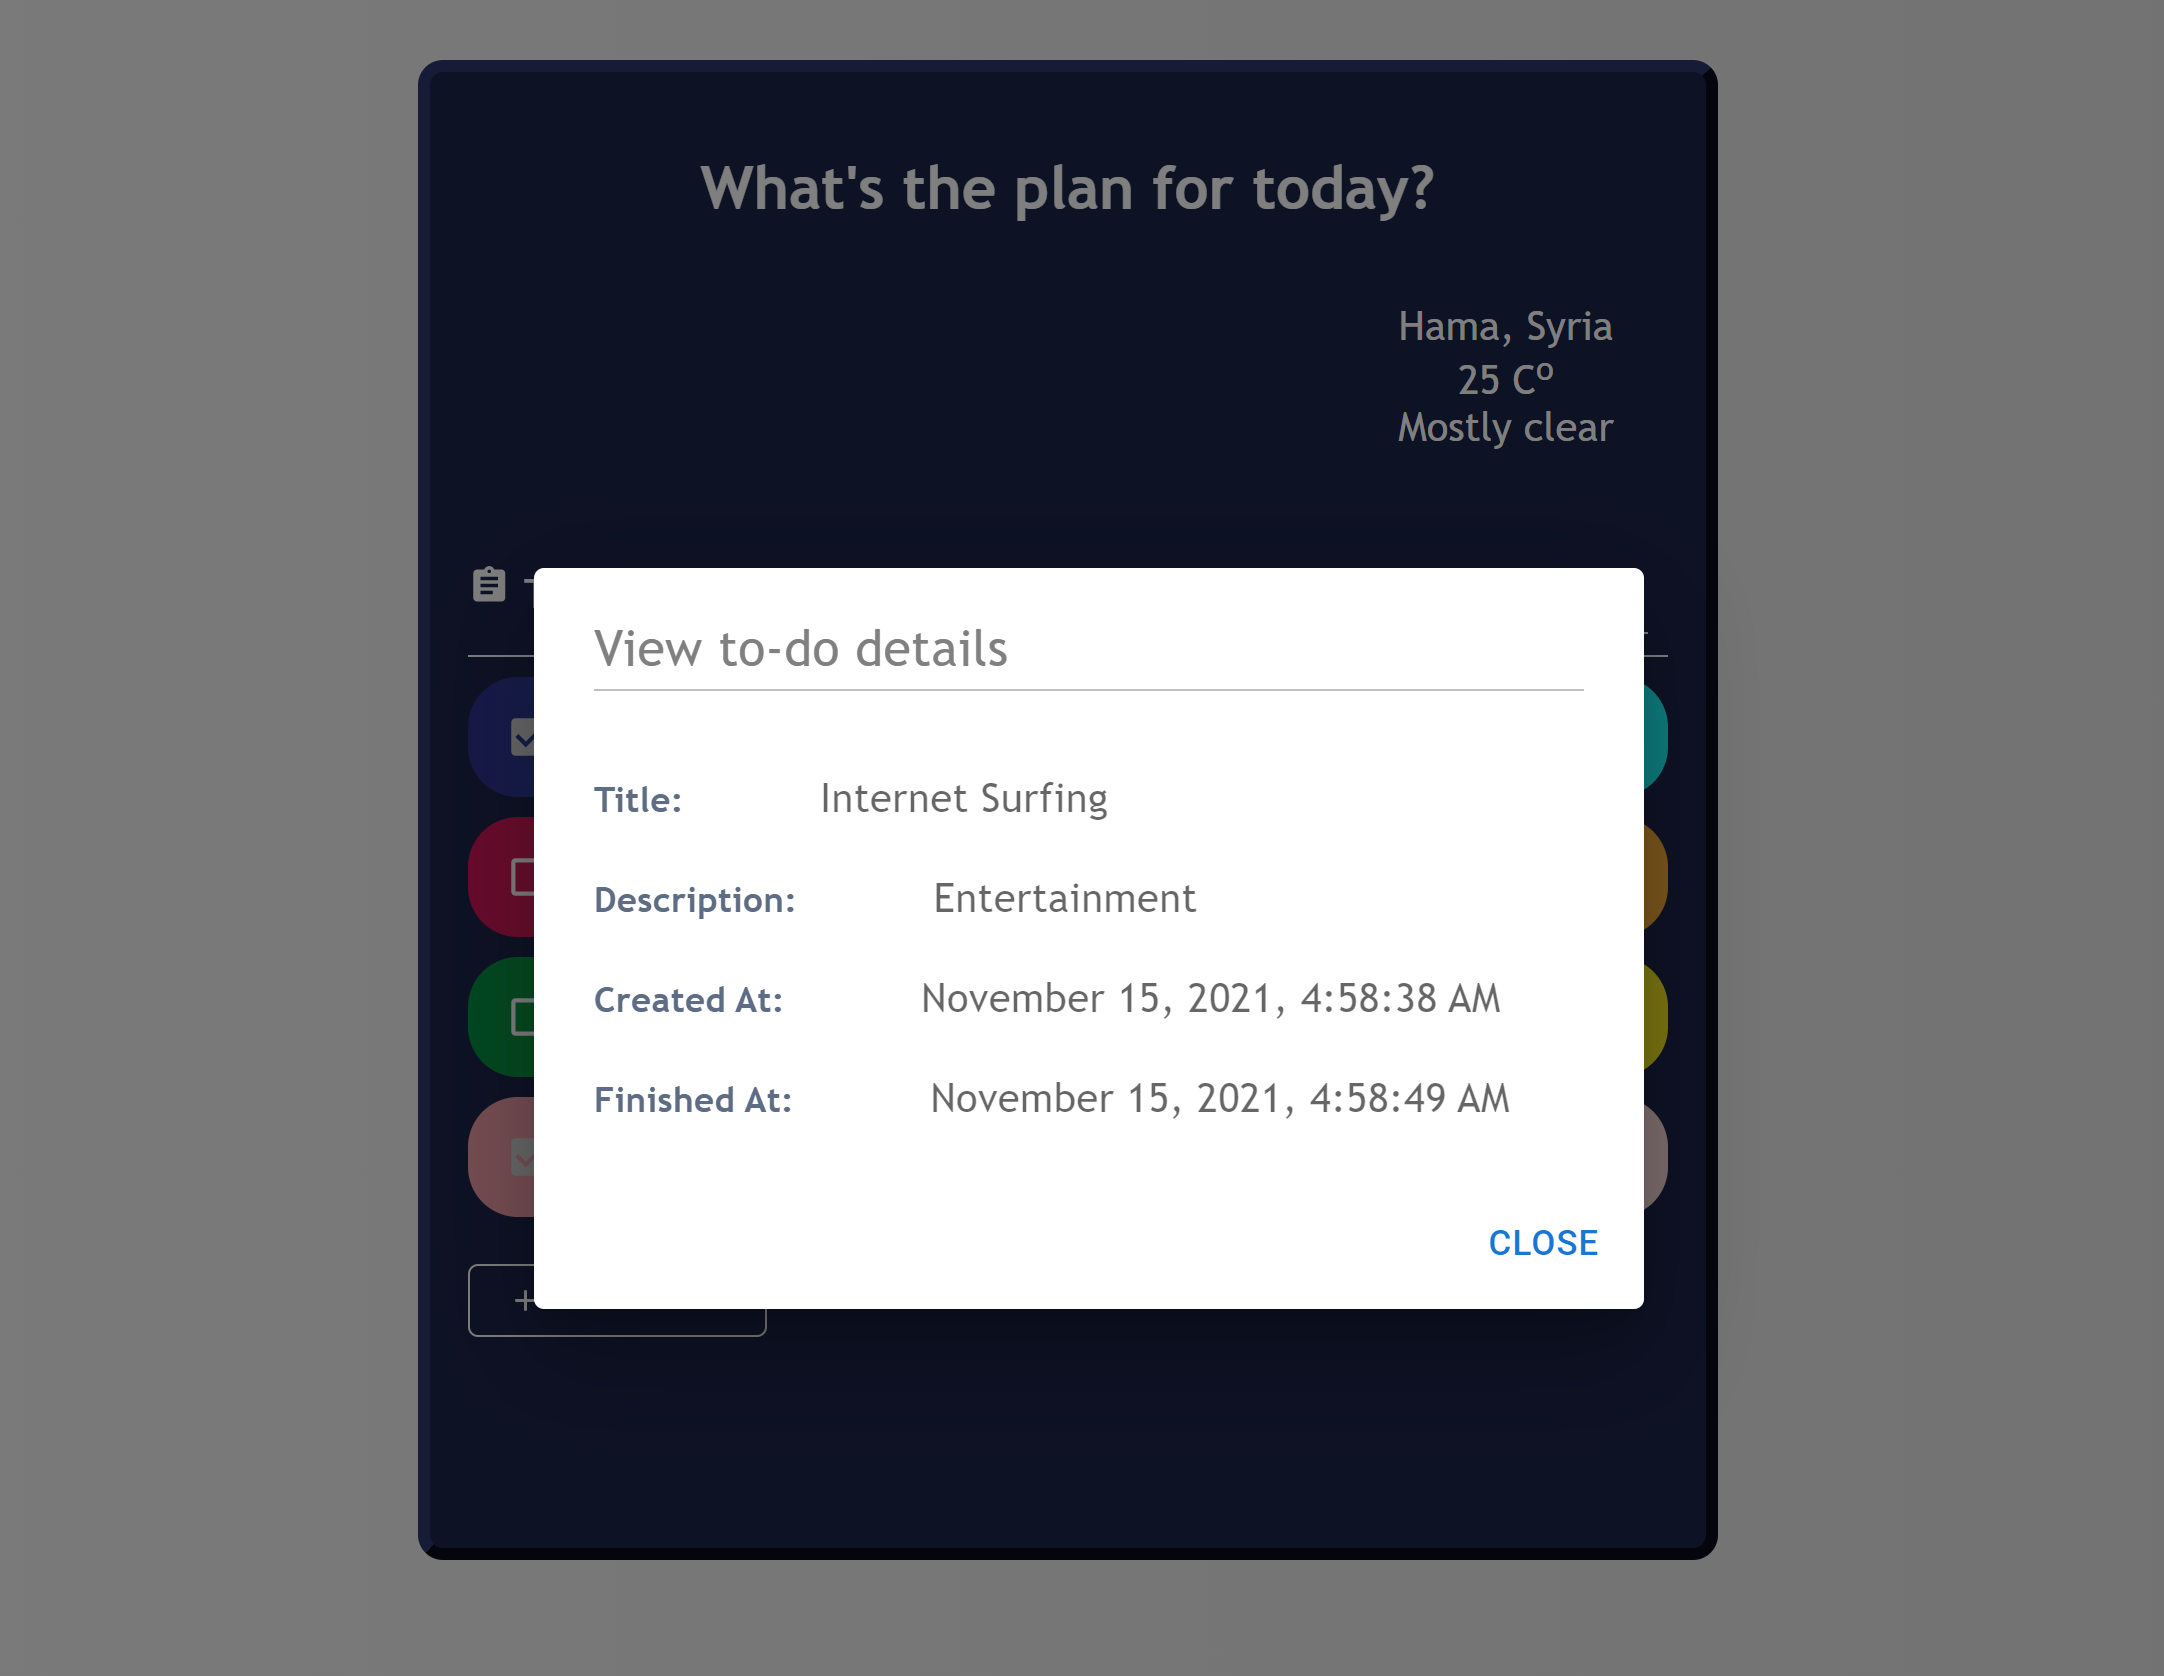 What's the plan for today?
Hama, Syria
25 Cº
Mostly clear
View to-do details
Title: Internet Surfing
Description: Entertainment
Created At: November 15, 2021, 4:58:38 AM
Finished At: November 15, 2021, 4:58:49 AM
CLOSE